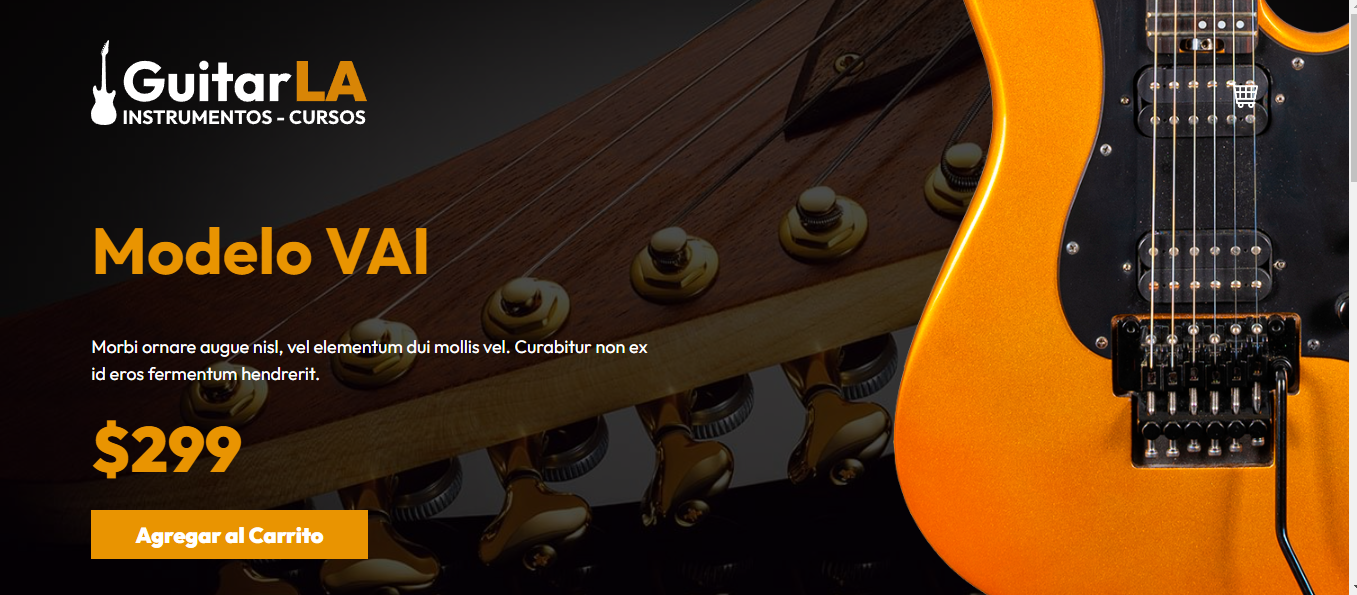 GuitarLA
INSTRUMENTOS - CURSOS
Modelo VAI
Morbi ornare augue nisl, vel elementum dui mollis vel. Curabitur non ex
id eros fermentum hendrerit.
$299
Agregar al Carrito